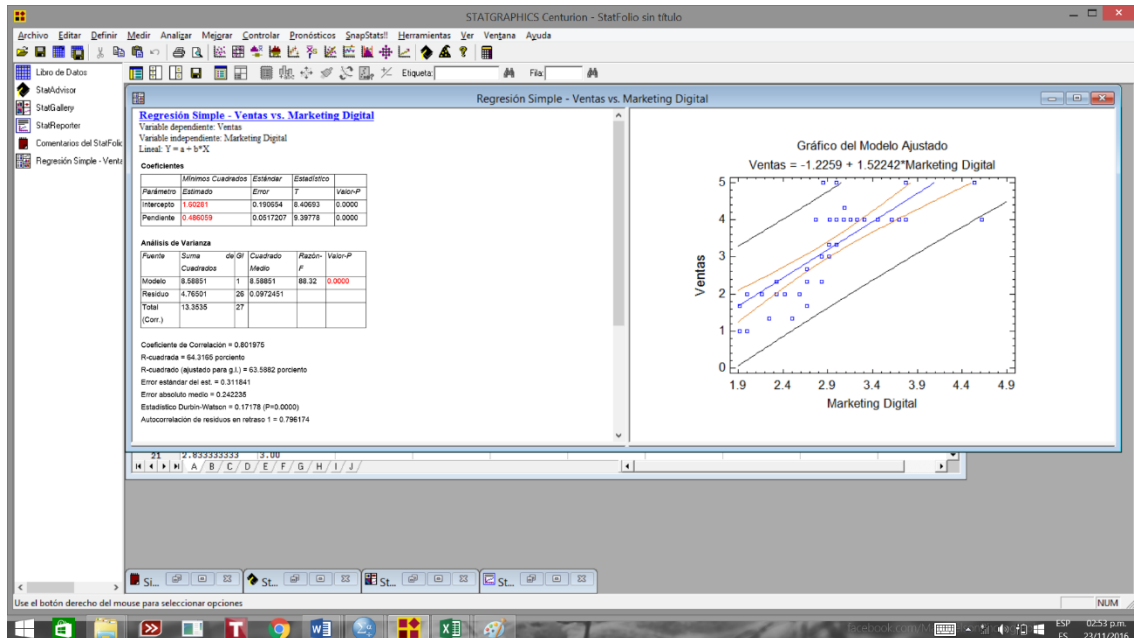 STATGRAPHICS Centurion - StatFolio sin título
Archivo Editar Definir Medir Analizar Mejorar Controlar Pronósticos SnapStats!! Herramientas Ver Ventana Ayuda
Etiqueta: Fila:
Libro de Datos
StatAdvisor
StatGallery
StatReporter
Comentarios del StatFolio
Regresión Simple - Venta
Regresión Simple - Ventas vs. Marketing Digital
Regresión Simple - Ventas vs. Marketing Digital
Variable dependiente: Ventas
Variable independiente: Marketing Digital
Lineal: Y = a + b*X
Coeficientes
Mínimos Cuadrados Estándar Estadístico
Parámetro Estimado Error T Valor-P
Intercepto 1.60281 0.190654 8.40693 0.0000
Pendiente 0.486059 0.0517207 9.39778 0.0000
Análisis de Varianza
Fuente Suma de Gl Cuadrado Razón- Valor-P
Cuadrados Medio F
Modelo 8.58851 1 8.58851 88.32 0.0000
Residuo 4.76501 26 0.0972451
Total 13.3535 27
(Corr.)
Coeficiente de Correlación = 0.801975
R-cuadrada = 64.3165 porciento
R-cuadrado (ajustado para g.l.) = 63.5882 porciento
Error estándar del est. = 0.311841
Error absoluto medio = 0.242235
Estadístico Durbin-Watson = 0.17178 (P=0.0000)
Autocorrelación de residuos en retraso 1 = 0.796174
Gráfico del Modelo Ajustado
Ventas = -1.2259 + 1.52242*Marketing Digital
5
4
3
2
1
0
Ventas
1.9 2.4 2.9 3.4 3.9 4.4 4.9
Marketing Digital
21 2.833333333 3.00
A B C D E F G H I J
Si... St... St... St...
Use el botón derecho del mouse para seleccionar opciones
NUM
ESP 02:53 p.m.
ES 23/11/2016